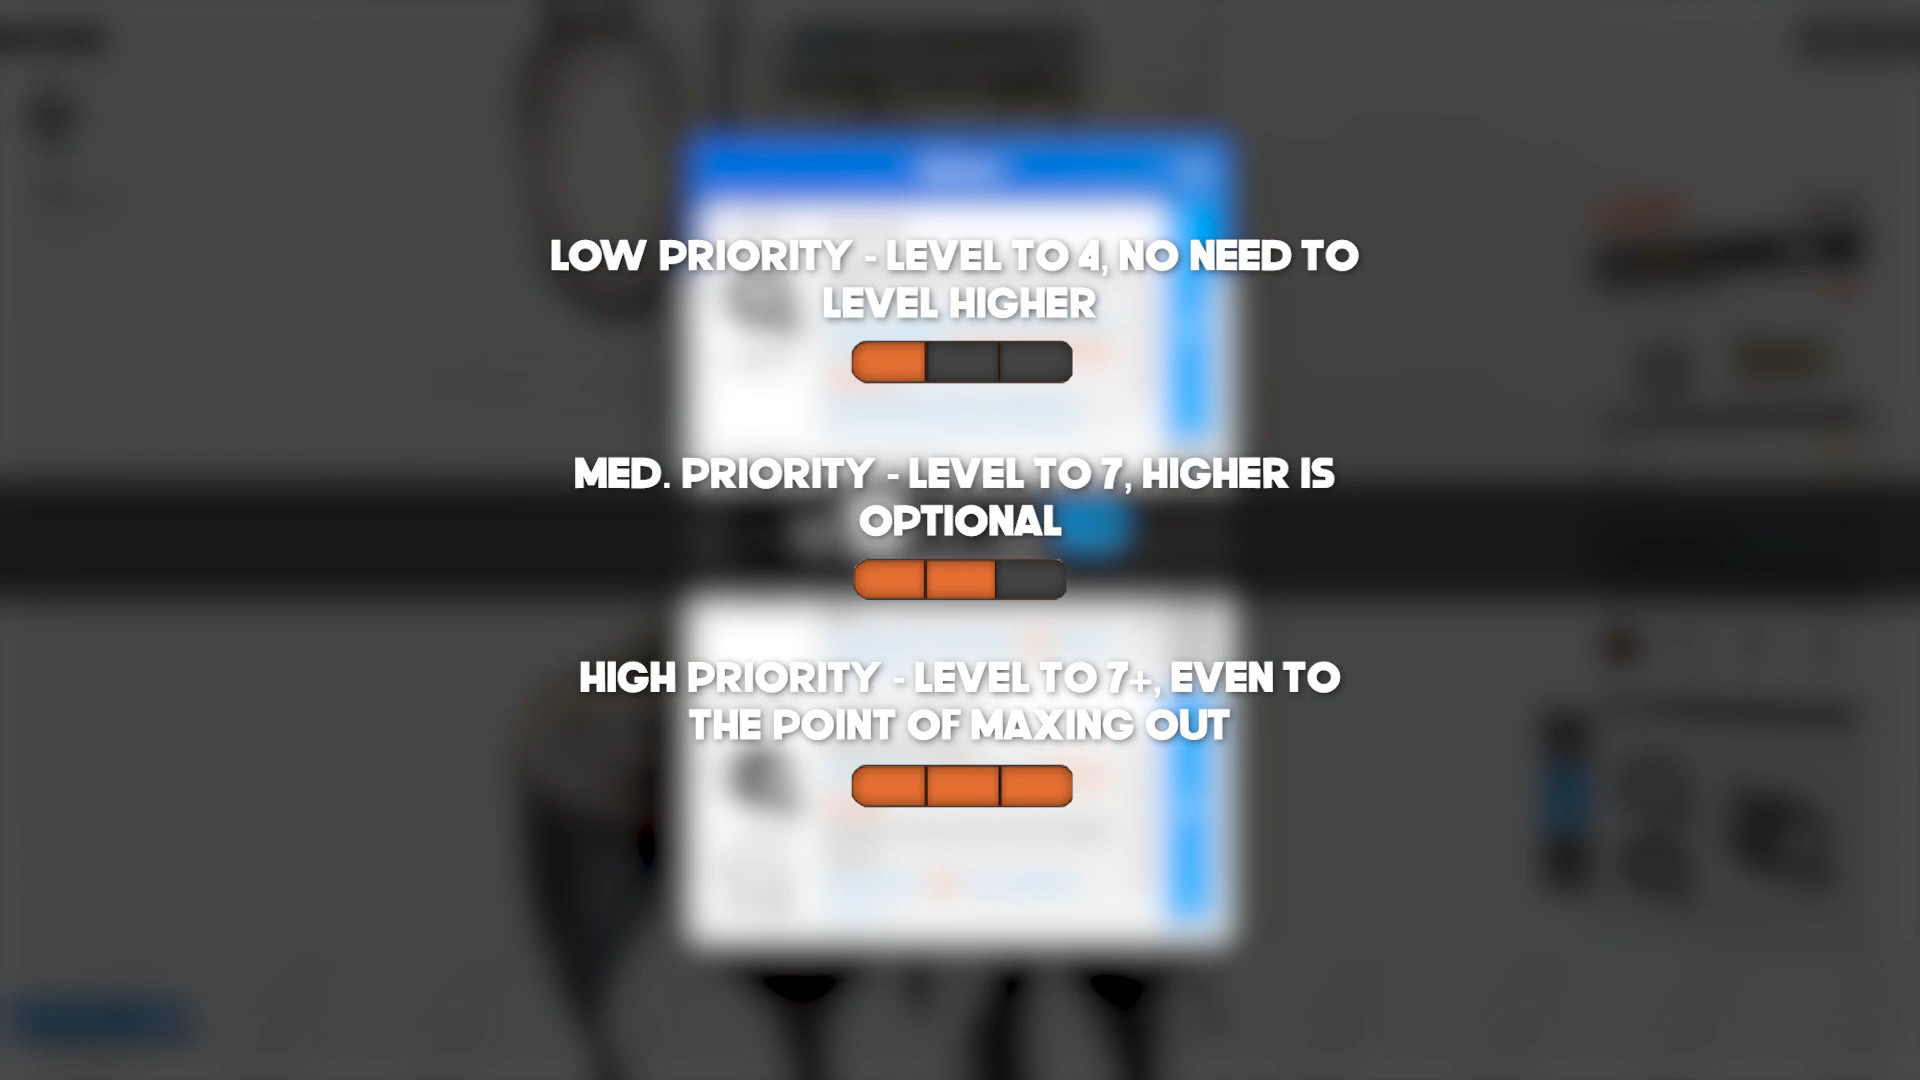 LOW PRIORITY - LEVEL TO 4, NO NEED TO
LEVEL HIGHER
MED. PRIORITY - LEVEL TO 7, HIGHER IS
OPTIONAL
HIGH PRIORITY - LEVEL TO 7+, EVEN TO
THE POINT OF MAXING OUT